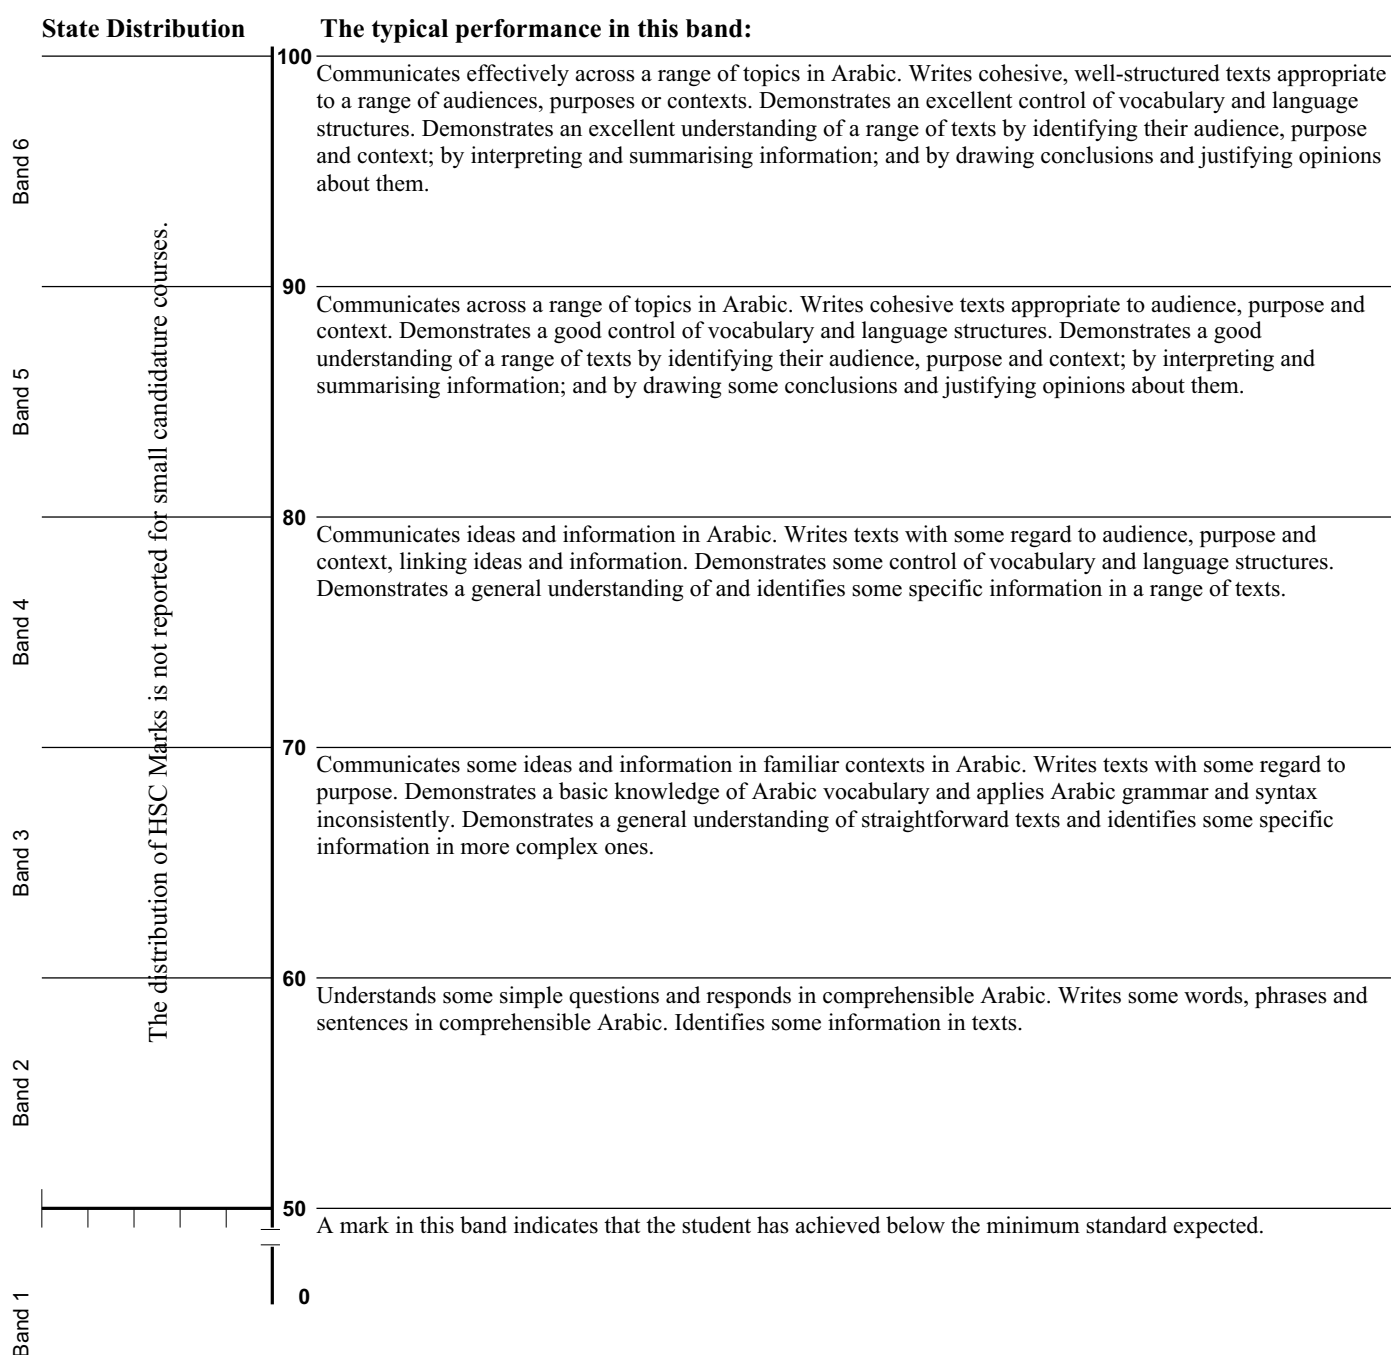 State Distribution
The typical performance in this band:
100
Band 6
Communicates effectively across a range of topics in Arabic. Writes cohesive, well-structured texts appropriate
to a range of audiences, purposes or contexts. Demonstrates an excellent control of vocabulary and language
structures. Demonstrates an excellent understanding of a range of texts by identifying their audience, purpose
and context; by interpreting and summarising information; and by drawing conclusions and justifying opinions
about them.
The distribution of HSC Marks is not reported for small candidature courses.
90
Band 5
Communicates across a range of topics in Arabic. Writes cohesive texts appropriate to audience, purpose and
context. Demonstrates a good control of vocabulary and language structures. Demonstrates a good
understanding of a range of texts by identifying their audience, purpose and context; by interpreting and
summarising information; and by drawing some conclusions and justifying opinions about them.
80
Band 4
Communicates ideas and information in Arabic. Writes texts with some regard to audience, purpose and
context, linking ideas and information. Demonstrates some control of vocabulary and language structures.
Demonstrates a general understanding of and identifies some specific information in a range of texts.
70
Band 3
Communicates some ideas and information in familiar contexts in Arabic. Writes texts with some regard to
purpose. Demonstrates a basic knowledge of Arabic vocabulary and applies Arabic grammar and syntax
inconsistently. Demonstrates a general understanding of straightforward texts and identifies some specific
information in more complex ones.
60
Band 2
Understands some simple questions and responds in comprehensible Arabic. Writes some words, phrases and
sentences in comprehensible Arabic. Identifies some information in texts.
50
A mark in this band indicates that the student has achieved below the minimum standard expected.
0
Band 1